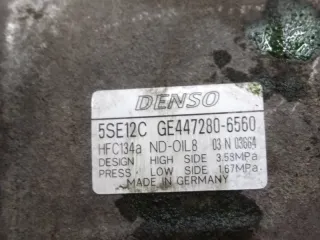 DENSO
5SE12C GE447280-6560
HFC134a ND-OIL8 03 N 03664
DESIGN HIGH SIDE 3.53MPa
PRESS. LOW SIDE 1.67MPa
MADE IN GERMANY